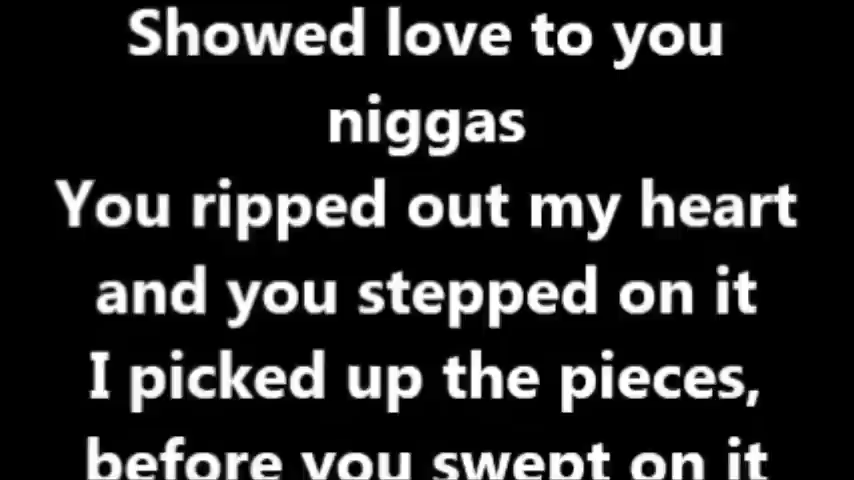 Showed love to you
niggas
You ripped out my heart
and you stepped on it
I picked up the pieces,
before you swept on it